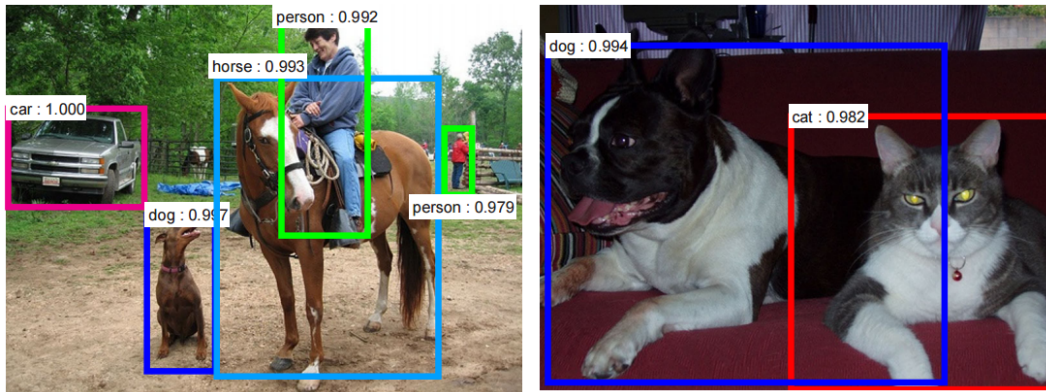 person : 0.992
horse : 0.993
car : 1.000
dog : 0.997
person : 0.979
dog : 0.994
cat : 0.982